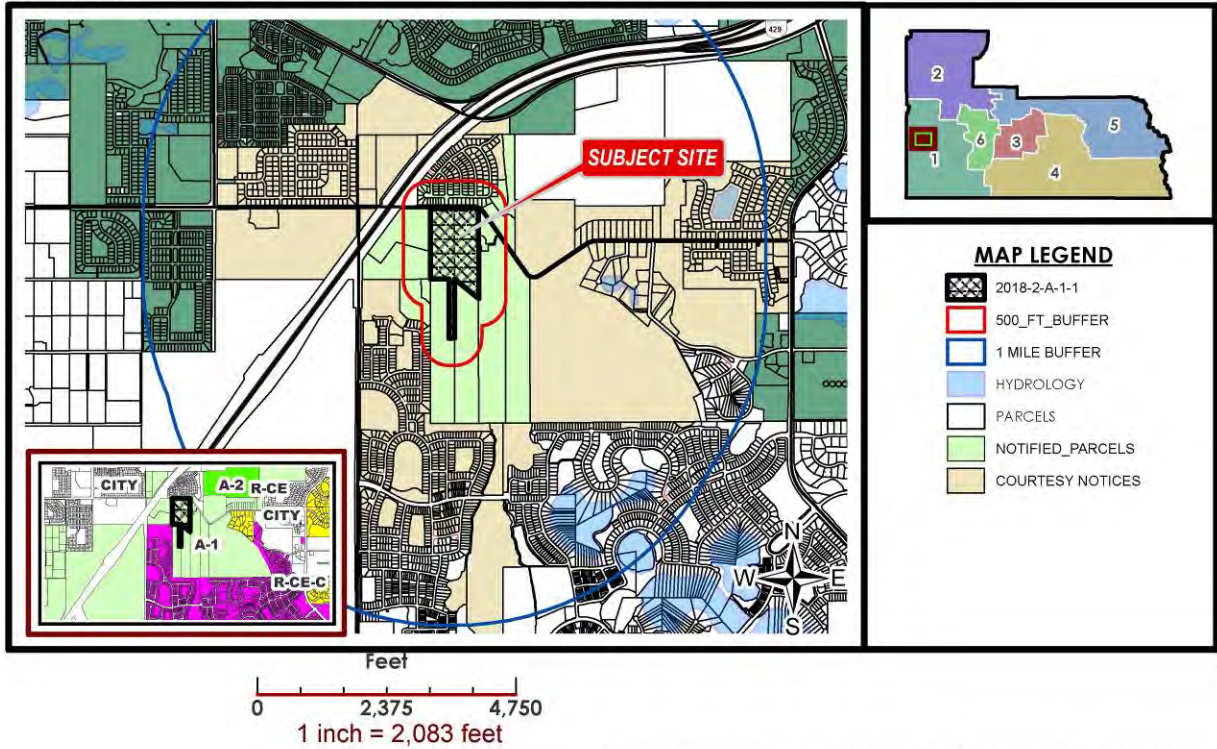 429
SUBJECT SITE
N
W E
S
CITY
A-2
R-CE
CITY
A-1
R-CE-C
2
1
6
3
5
4
MAP LEGEND
2018-2-A-1-1
500_FT_BUFFER
1 MILE BUFFER
HYDROLOGY
PARCELS
NOTIFIED_PARCELS
COURTESY NOTICES
Feet
0 2,375 4,750
1 inch = 2,083 feet